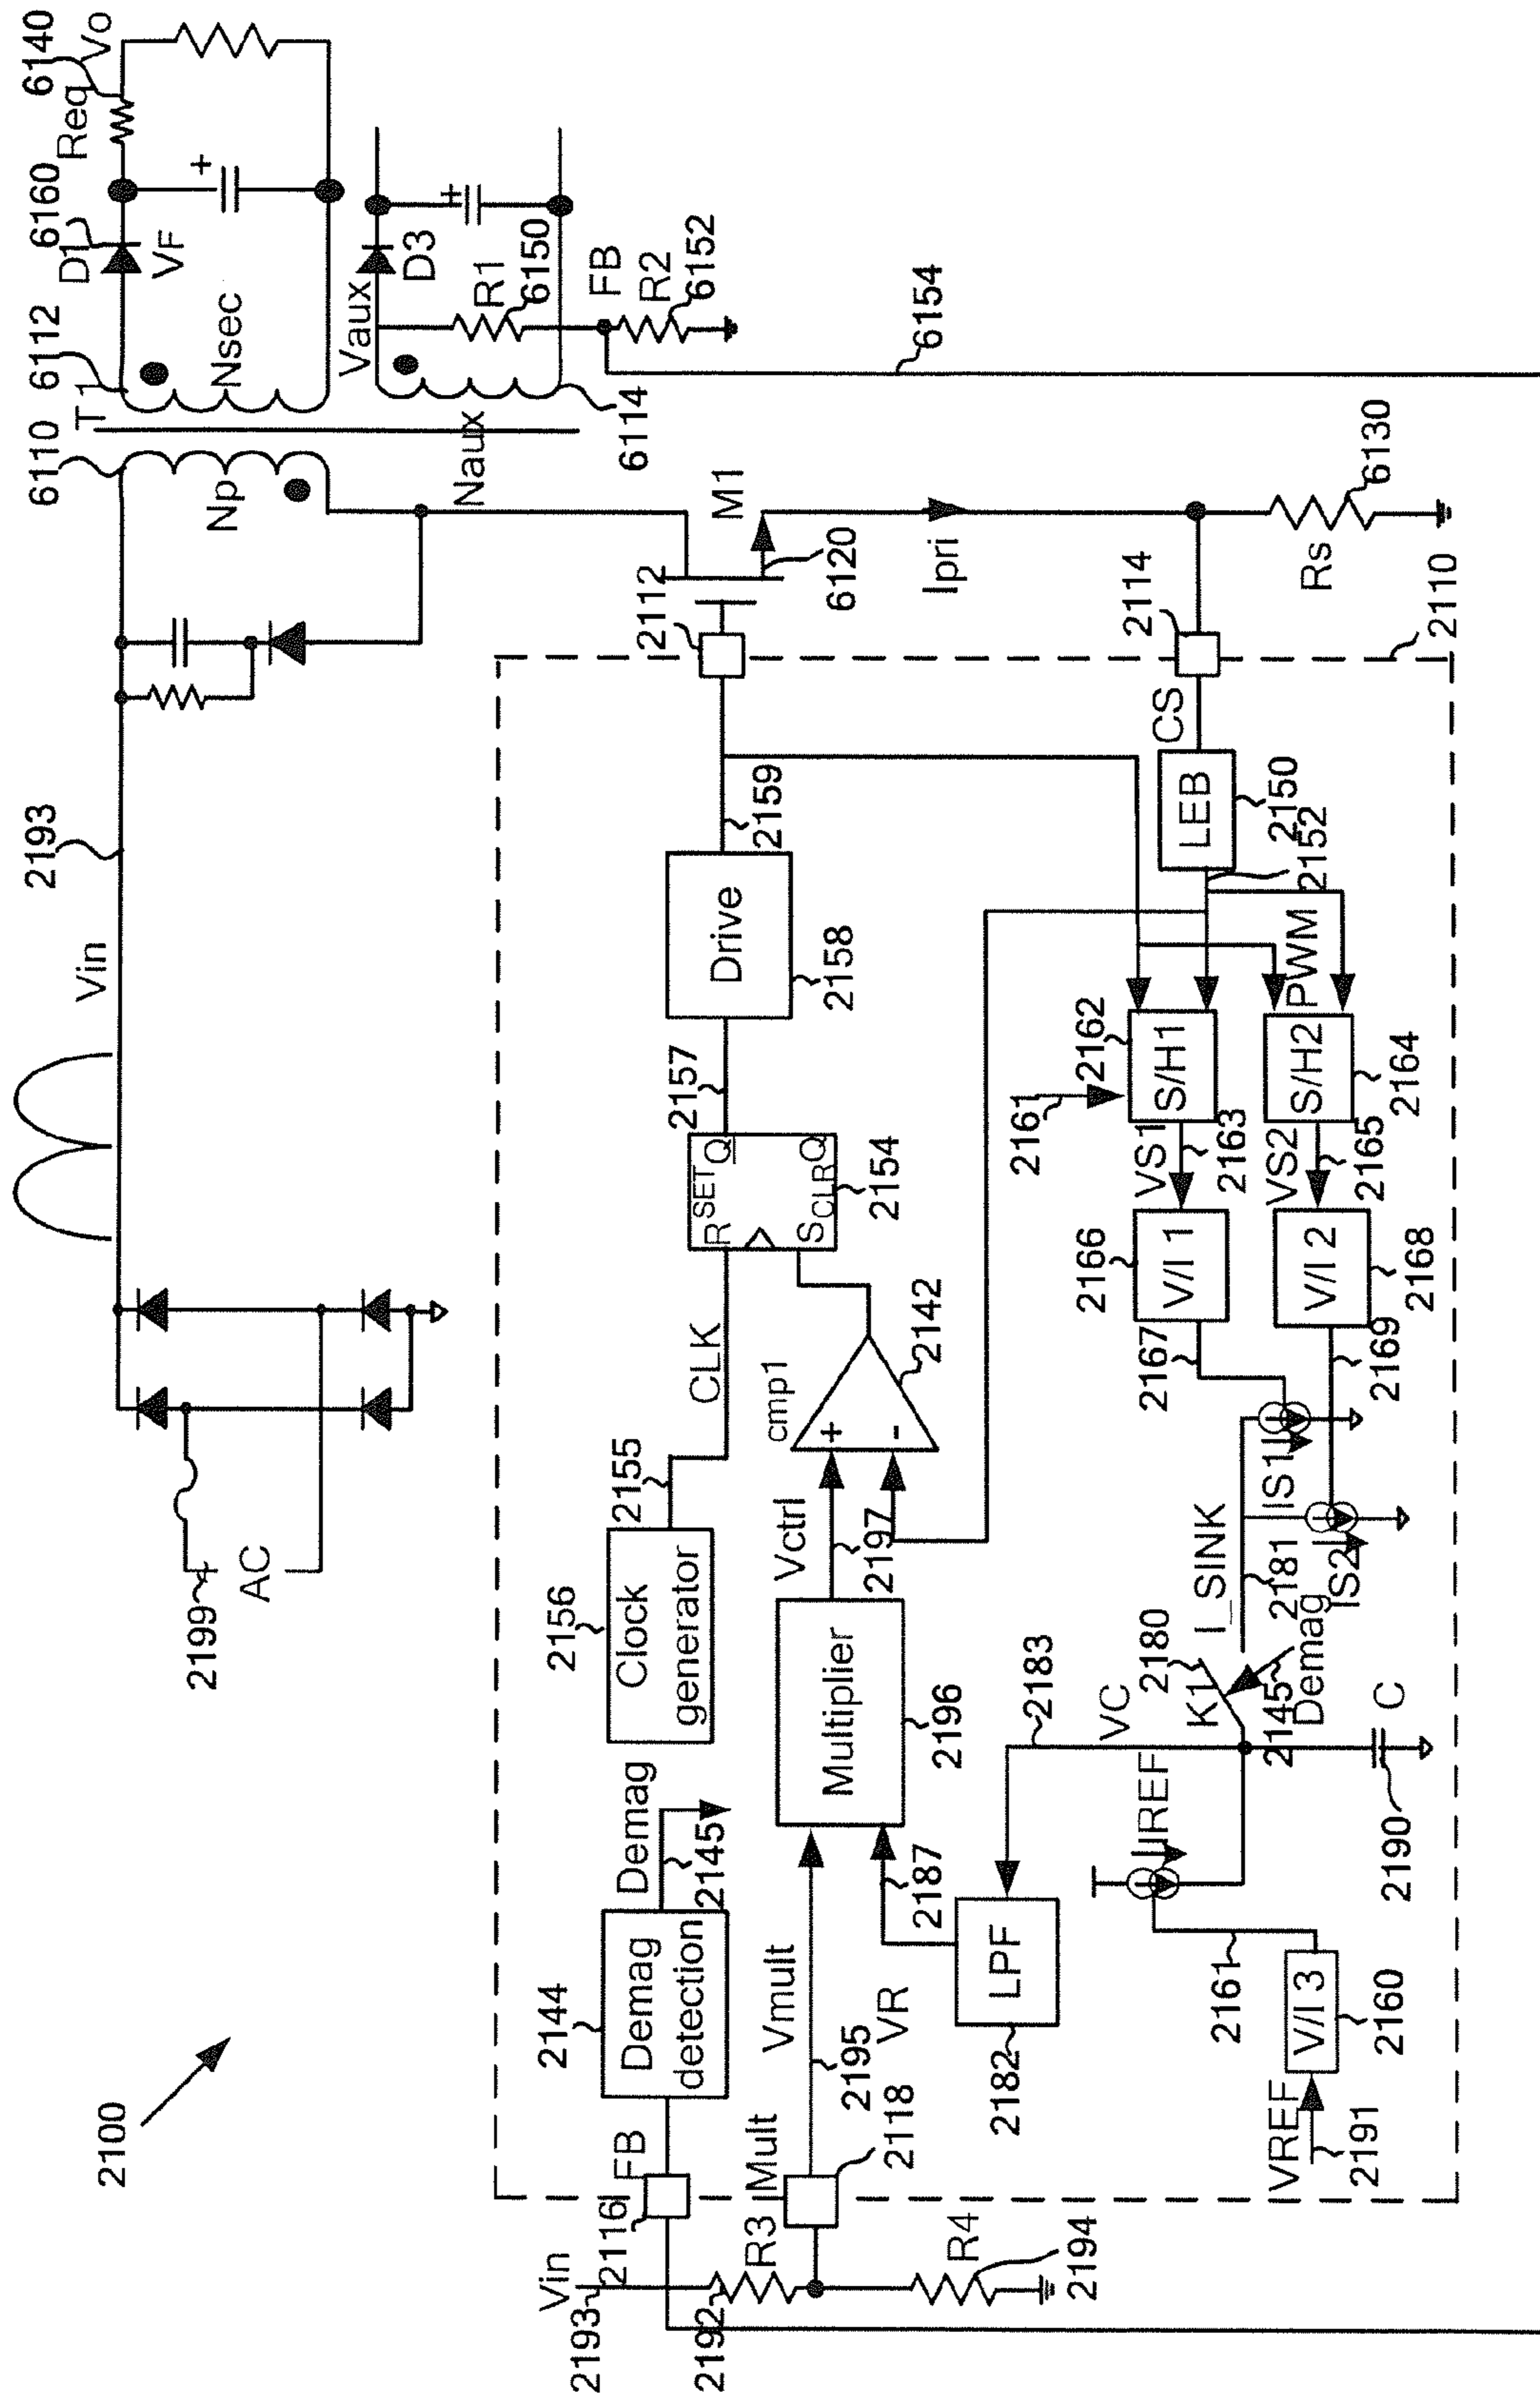 2100
2199
AC
Vin
2193
6110
T1
6112
D1
6160
Req
6140
Vo
VF
Np
Nsec
Vaux
D3
R1
6150
FB
R2
6152
Naux
6114
6154
M1
2112
6120
Ipri
2114
Rs
6130
2110
Vin
2193
2116
FB
2144
Demag
detection
Demag
2145
2156
Clock
generator
2155
CLK
R SET Q
S CLR Q
2154
2157
Drive
2158
2159
2192
R3
Mult
2118
R4
2194
Vmult
2195
VR
2187
Multiplier
2196
Vctrl
2197
cmp1
+
-
2142
LPF
2182
2183
VC
K1
2180
I_SINK
2181
2145
Demag
IS1
IS2
2167
2169
2166
V/I 1
V/I 2
2168
VS1
2163
VS2
2165
2161
2162
S/H1
S/H2
2164
PWM
2152
LEB
2150
CS
VREF
2191
V/I 3
2160
2161
IREF
2190
C